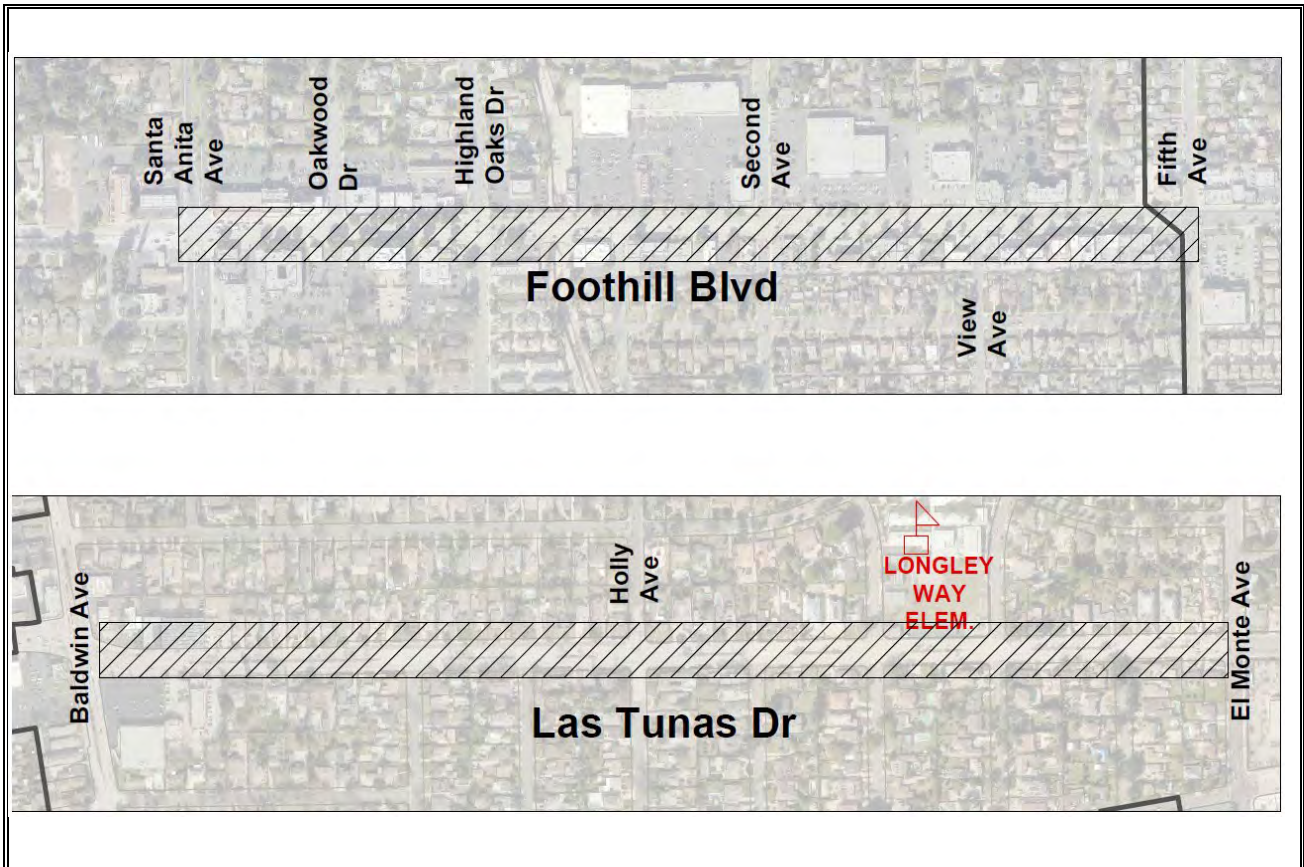 Santa
Anita
Ave
Oakwood
Dr
Highland
Oaks Dr
Second
Ave
Fifth
Ave
Foothill Blvd
View
Ave
Baldwin Ave
Holly
Ave
LONGLEY
WAY
ELEM.
El Monte Ave
Las Tunas Dr